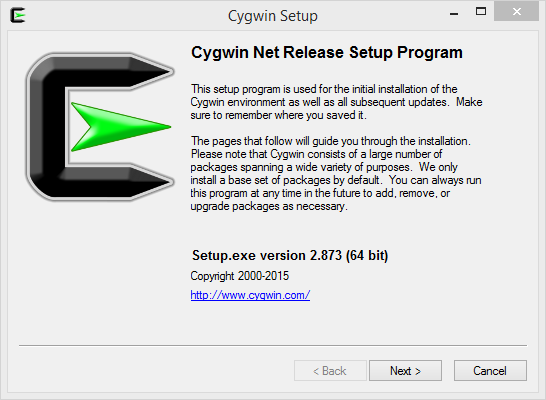 Cygwin Setup
Cygwin Net Release Setup Program
This setup program is used for the initial installation of the
Cygwin environment as well as all subsequent updates.  Make
sure to remember where you saved it.
The pages that follow will guide you through the installation.
Please note that Cygwin consists of a large number of
packages spanning a wide variety of purposes.  We only
install a base set of packages by default.  You can always run
this program at any time in the future to add, remove, or
upgrade packages as necessary.
Setup.exe version 2.873 (64 bit)
Copyright 2000-2015
http://www.cygwin.com/
< Back
Next >
Cancel